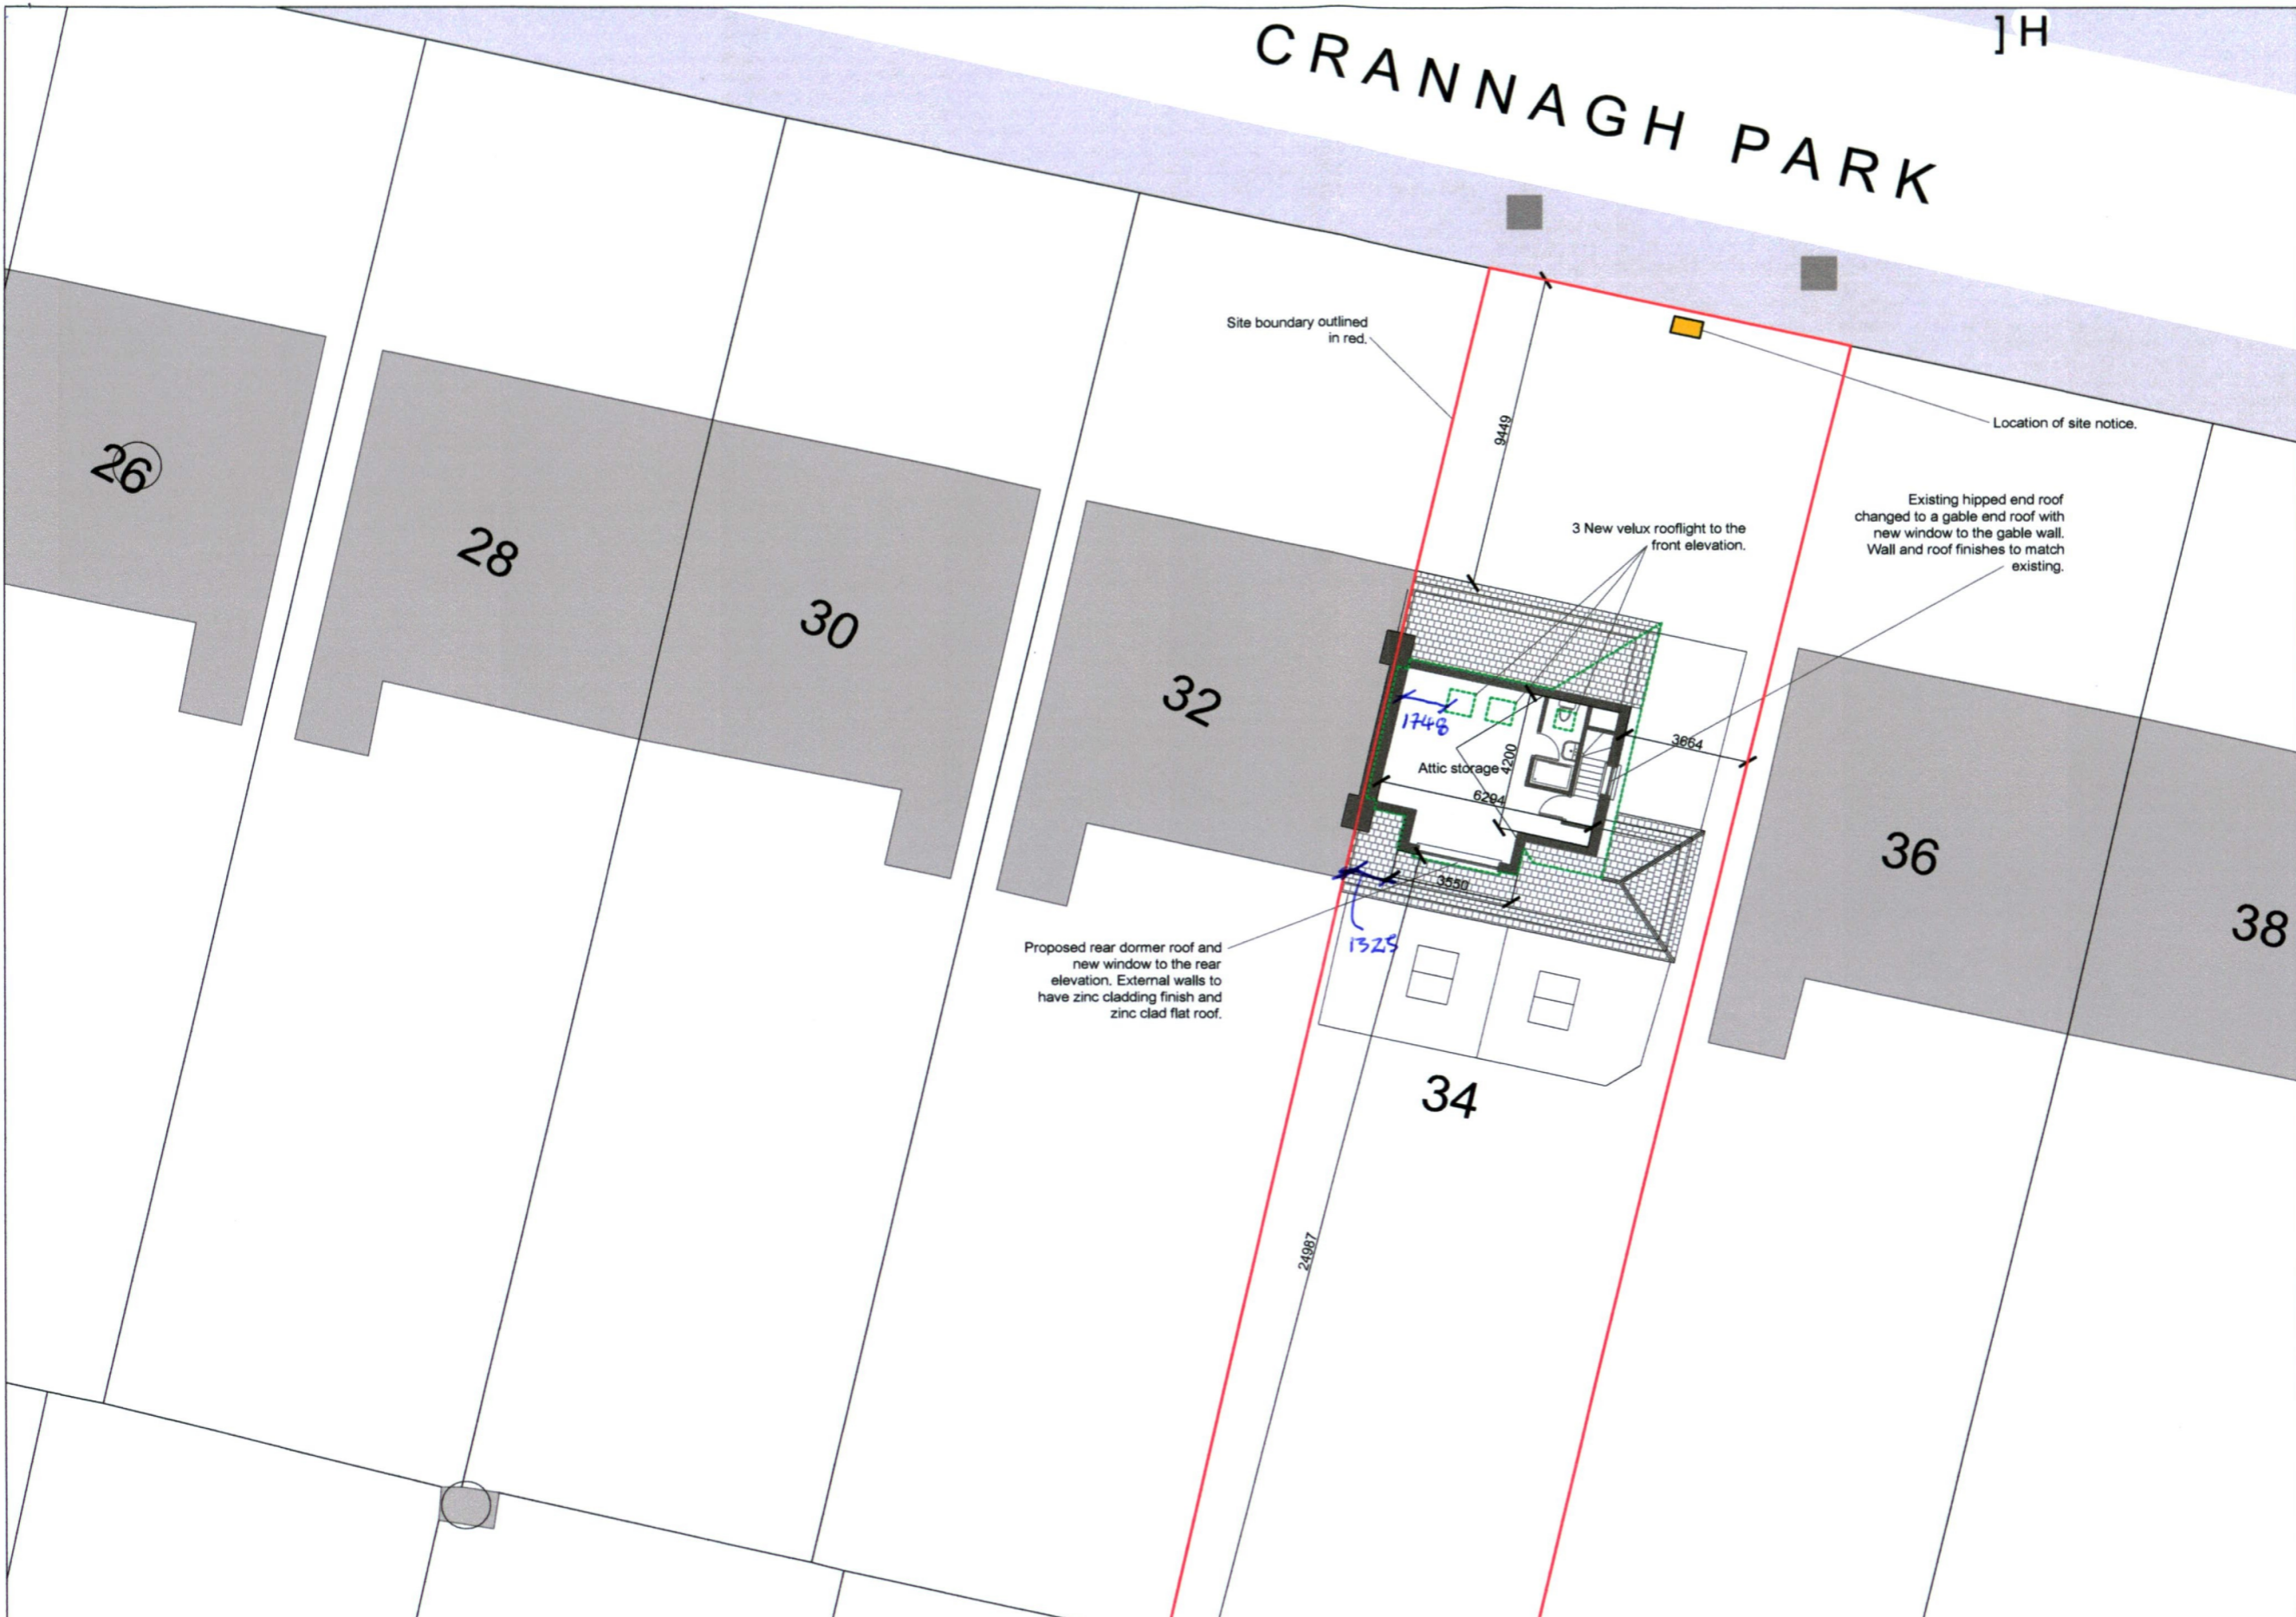 ] H
CRANNAGH PARK
Site boundary outlined
in red.
9449
Location of site notice.
Existing hipped end roof
changed to a gable end roof with
new window to the gable wall.
Wall and roof finishes to match
existing.
3 New velux rooflight to the
front elevation.
26
28
30
32
1748
3664
4200
Attic storage
6294
36
38
3550
1325
Proposed rear dormer roof and
new window to the rear
elevation. External walls to
have zinc cladding finish and
zinc clad flat roof.
34
24987